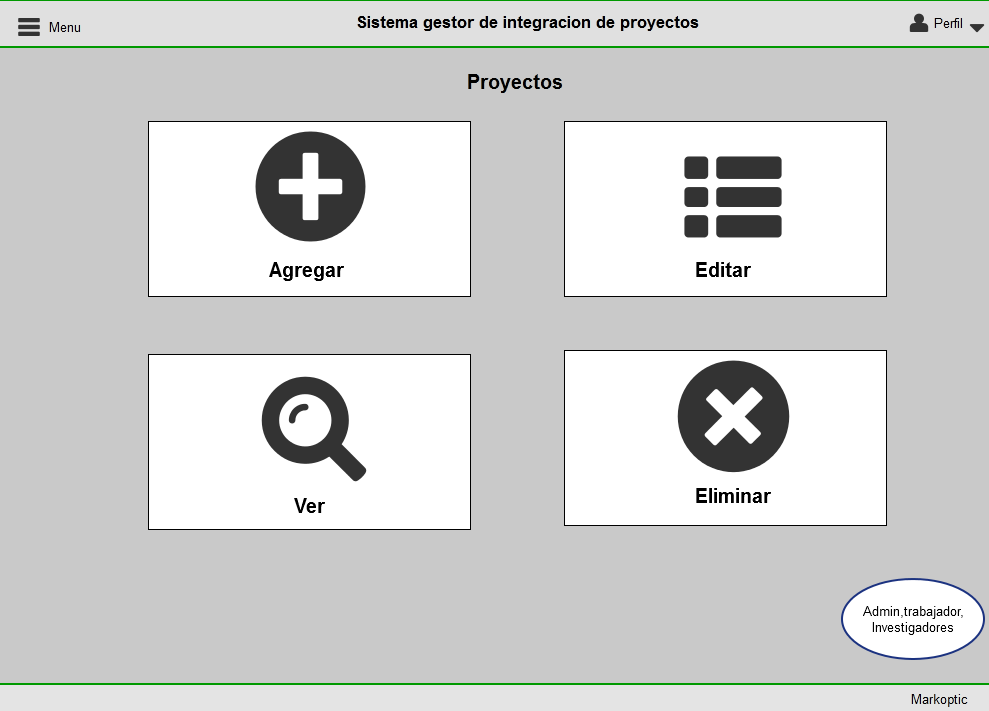 Menu
Sistema gestor de integracion de proyectos
Perfil
Proyectos
Agregar
Editar
Ver
Eliminar
Admin,trabajador,
Investigadores
Markoptic